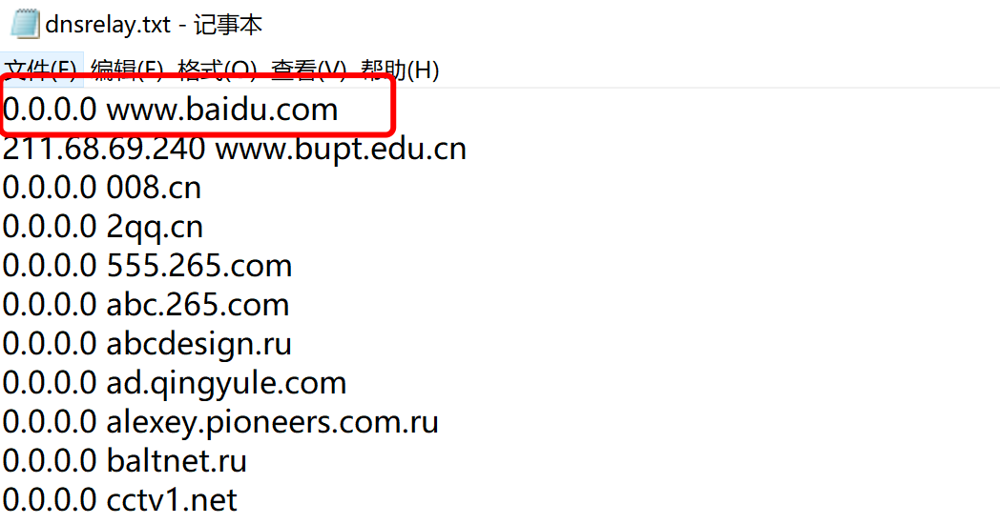 dnsrelay.txt - 记事本
文件(F) 编辑(E) 格式(O) 查看(V) 帮助(H)
0.0.0.0 www.baidu.com
211.68.69.240 www.bupt.edu.cn
0.0.0.0 008.cn
0.0.0.0 2qq.cn
0.0.0.0 555.265.com
0.0.0.0 abc.265.com
0.0.0.0 abcdesign.ru
0.0.0.0 ad.qingyule.com
0.0.0.0 alexey.pioneers.com.ru
0.0.0.0 baltnet.ru
0.0.0.0 cctv1.net